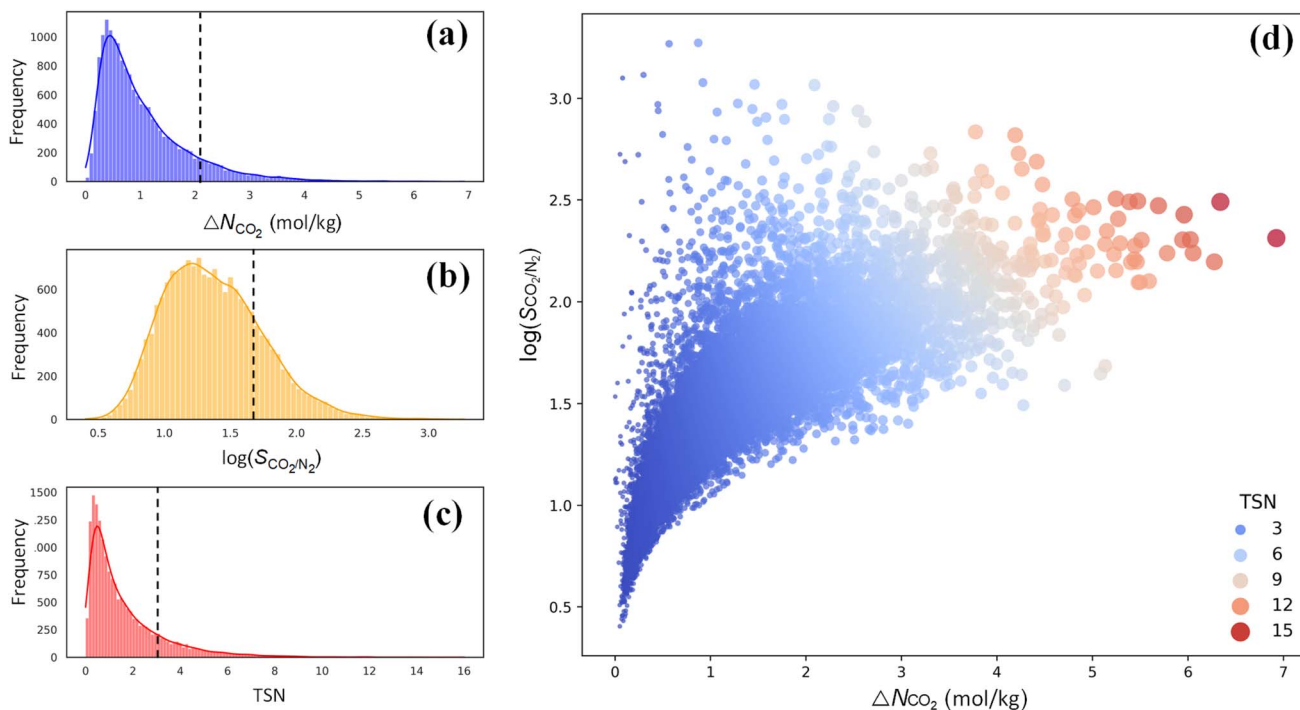 (a)
Frequency
1000
800
600
400
200
0
0 1 2 3 4 5 6 7
△NCO₂ (mol/kg)
(b)
Frequency
600
400
200
0
0.5 1.0 1.5 2.0 2.5 3.0
log(SCO₂/N₂)
(c)
Frequency
1500
.250
.000
750
500
250
0
0 2 4 6 8 10 12 14 16
TSN
(d)
log(SCO₂/N₂)
3.0
2.5
2.0
1.5
1.0
0.5
TSN
3
6
9
12
15
0 1 2 3 4 5 6 7
△NCO₂ (mol/kg)